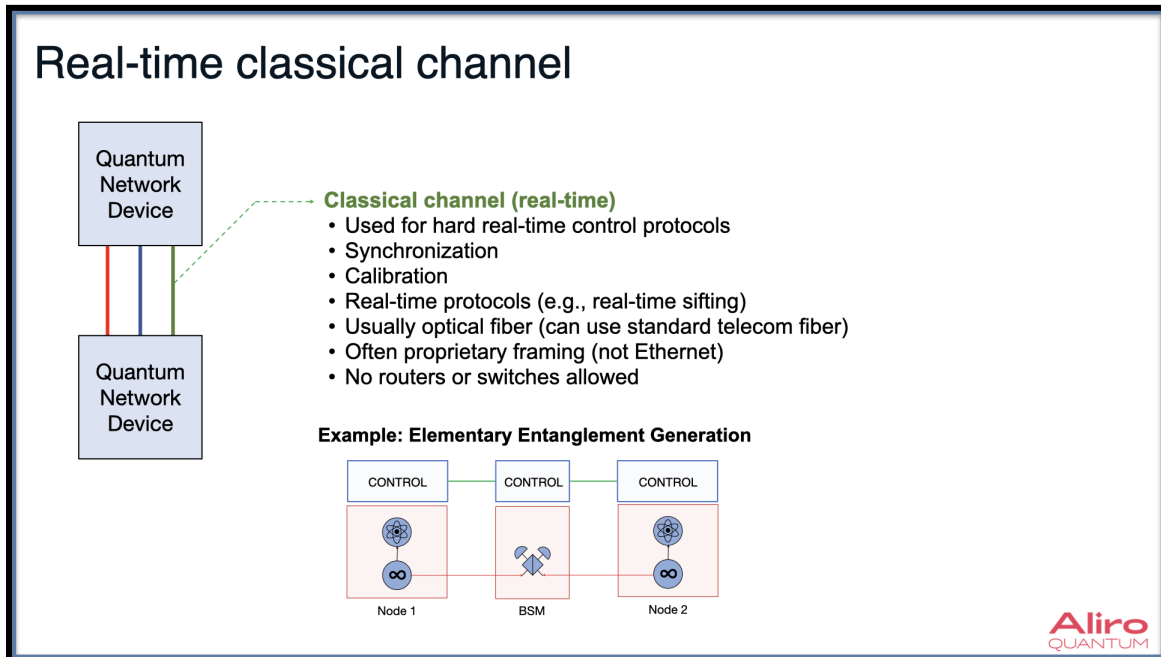 Real-time classical channel
Quantum
Network
Device
Classical channel (real-time)
• Used for hard real-time control protocols
• Synchronization
• Calibration
• Real-time protocols (e.g., real-time sifting)
• Usually optical fiber (can use standard telecom fiber)
• Often proprietary framing (not Ethernet)
• No routers or switches allowed
Quantum
Network
Device
Example: Elementary Entanglement Generation
CONTROL
CONTROL
CONTROL
∞
∞
Node 1
BSM
Node 2
Aliro
QUANTUM